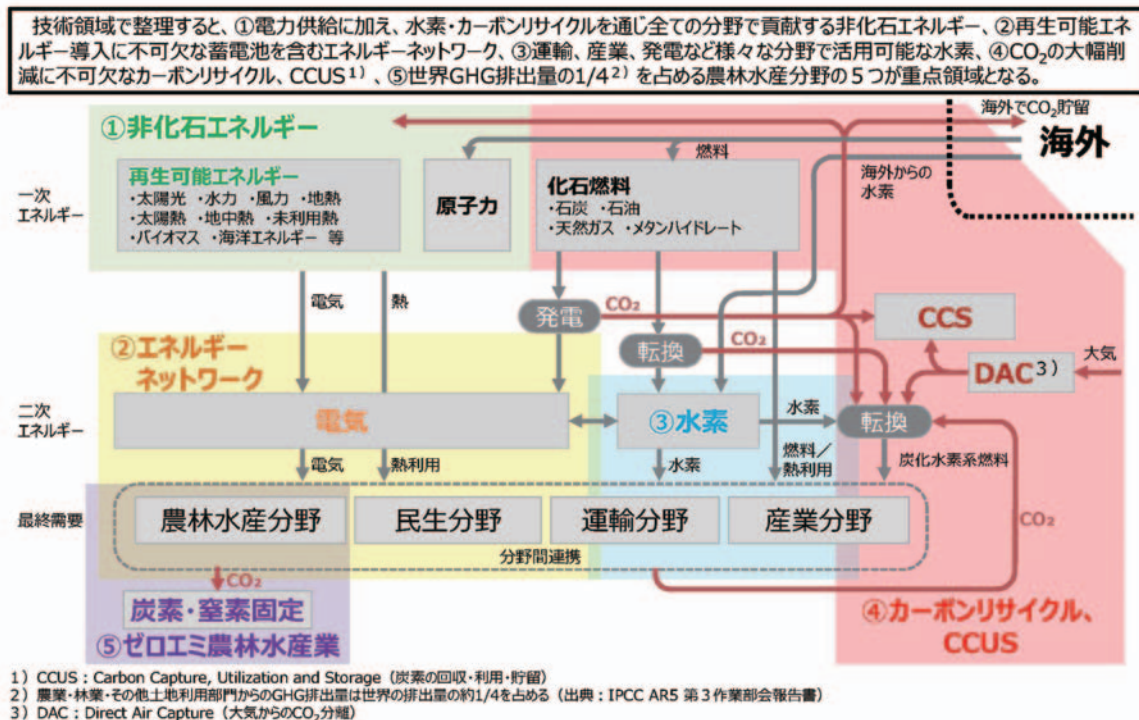 技術領域で整理すると、①電力供給に加え、水素・カーボンリサイクルを通じ全ての分野で貢献する非化石エネルギー、②再生可能エネ
ルギー導入に不可欠な蓄電池を含むエネルギーネットワーク、③運輸、産業、発電など様々な分野で活用可能な水素、④CO₂の大幅削
減に不可欠なカーボンリサイクル、CCUS¹⁾、⑤世界GHG排出量の1/4²⁾を占める農林水産分野の５つが重点領域となる。
海外でCO₂貯留
①非化石エネルギー
海外
燃料
海外からの
水素
一次
エネルギー
再生可能エネルギー
・太陽光 ・水力 ・風力 ・地熱
・太陽熱 ・地中熱 ・未利用熱
・バイオマス ・海洋エネルギー 等
原子力
化石燃料
・石炭 ・石油
・天然ガス ・メタンハイドレート
電気
熱
発電
CO₂
CCS
②エネルギー
ネットワーク
転換
CO₂
DAC³⁾
大気
二次
エネルギー
電気
③水素
水素
転換
電気
熱利用
水素
燃料／
熱利用
炭化水素系燃料
最終需要
農林水産分野
民生分野
運輸分野
産業分野
CO₂
分野間連携
CO₂
炭素・窒素固定
⑤ゼロエミ農林水産業
④カーボンリサイクル、
CCUS
1）CCUS：Carbon Capture, Utilization and Storage（炭素の回収・利用・貯留）
2）農業・林業・その他土地利用部門からのGHG排出量は世界の排出量の約1/4を占める（出典：IPCC AR5 第３作業部会報告書）
3）DAC：Direct Air Capture（大気からのCO₂分離）